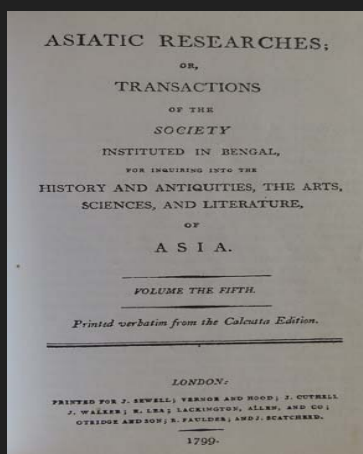 ASIATIC RESEARCHES;
OR,
TRANSACTIONS
OF THE
SOCIETY
INSTITUTED IN BENGAL,
FOR INQUIRING INTO THE
HISTORY AND ANTIQUITIES, THE ARTS,
SCIENCES, AND LITERATURE,
OF
ASIA.
VOLUME THE FIFTH.
Printed verbatim from the Calcutta Edition.
LONDON:
PRINTED FOR J. SEWELL; VERNOR AND HOOD; J. CUTHELL
J. WALKER; R. LEA; LACKINGTON, ALLEN, AND CO;
OTRIDGE AND SON; R. FAULDER; AND J. SCATCHERD.
1799.